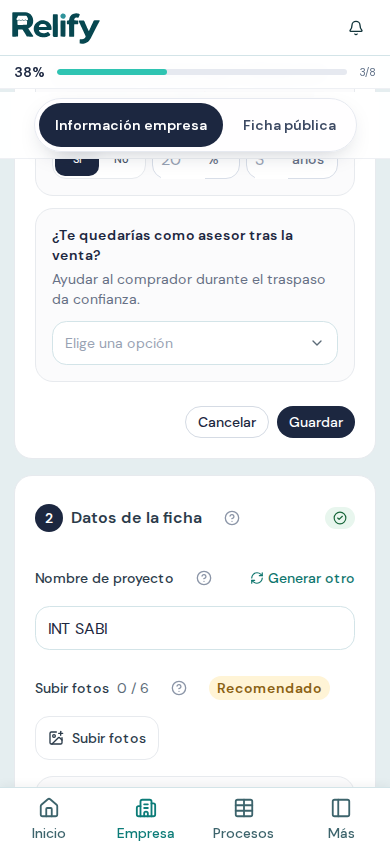 Relify
38%
3/8
Información empresa
Ficha pública
Sí
No
20
%
3
años
¿Te quedarías como asesor tras la
venta?
Ayudar al comprador durante el traspaso
da confianza.
Elige una opción
Cancelar
Guardar
2
Datos de la ficha
Nombre de proyecto
Generar otro
INT SABI
Subir fotos 0 / 6
Recomendado
Subir fotos
Inicio
Empresa
Procesos
Más